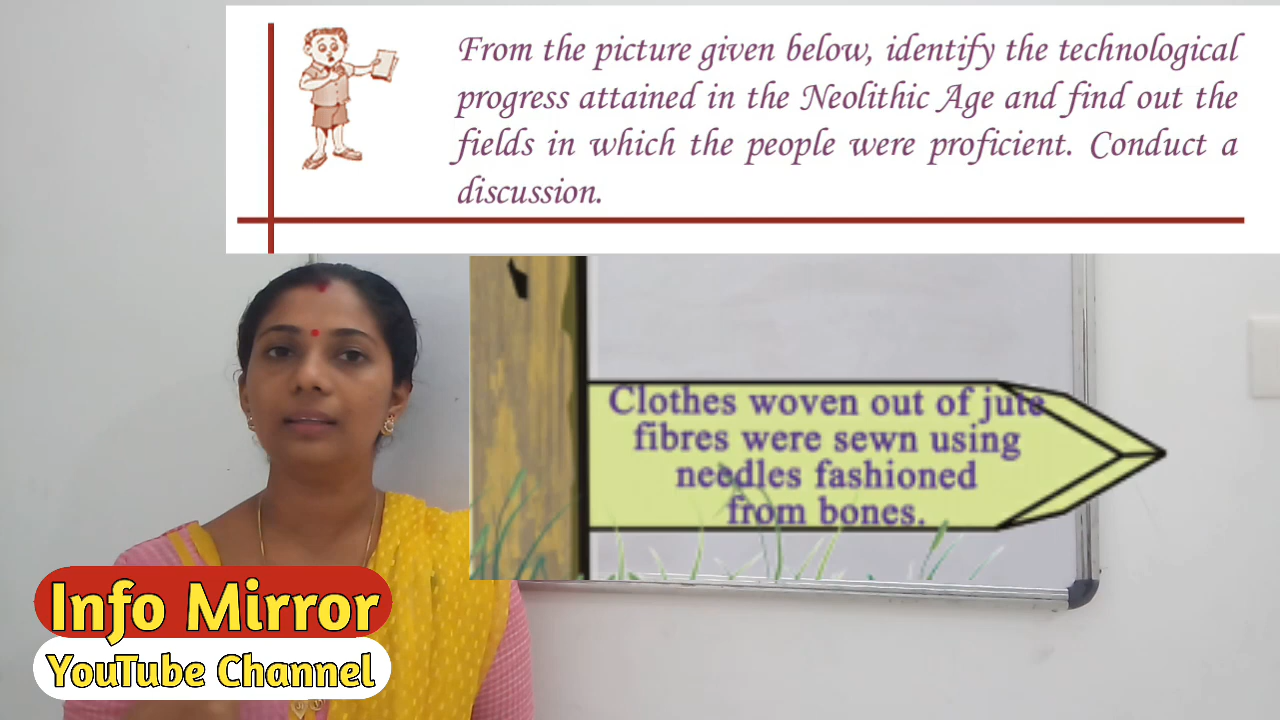 From the picture given below, identify the technological
progress attained in the Neolithic Age and find out the
fields in which the people were proficient. Conduct a
discussion.
Clothes woven out of jute
fibres were sewn using
needles fashioned
from bones.
Info Mirror
YouTube Channel